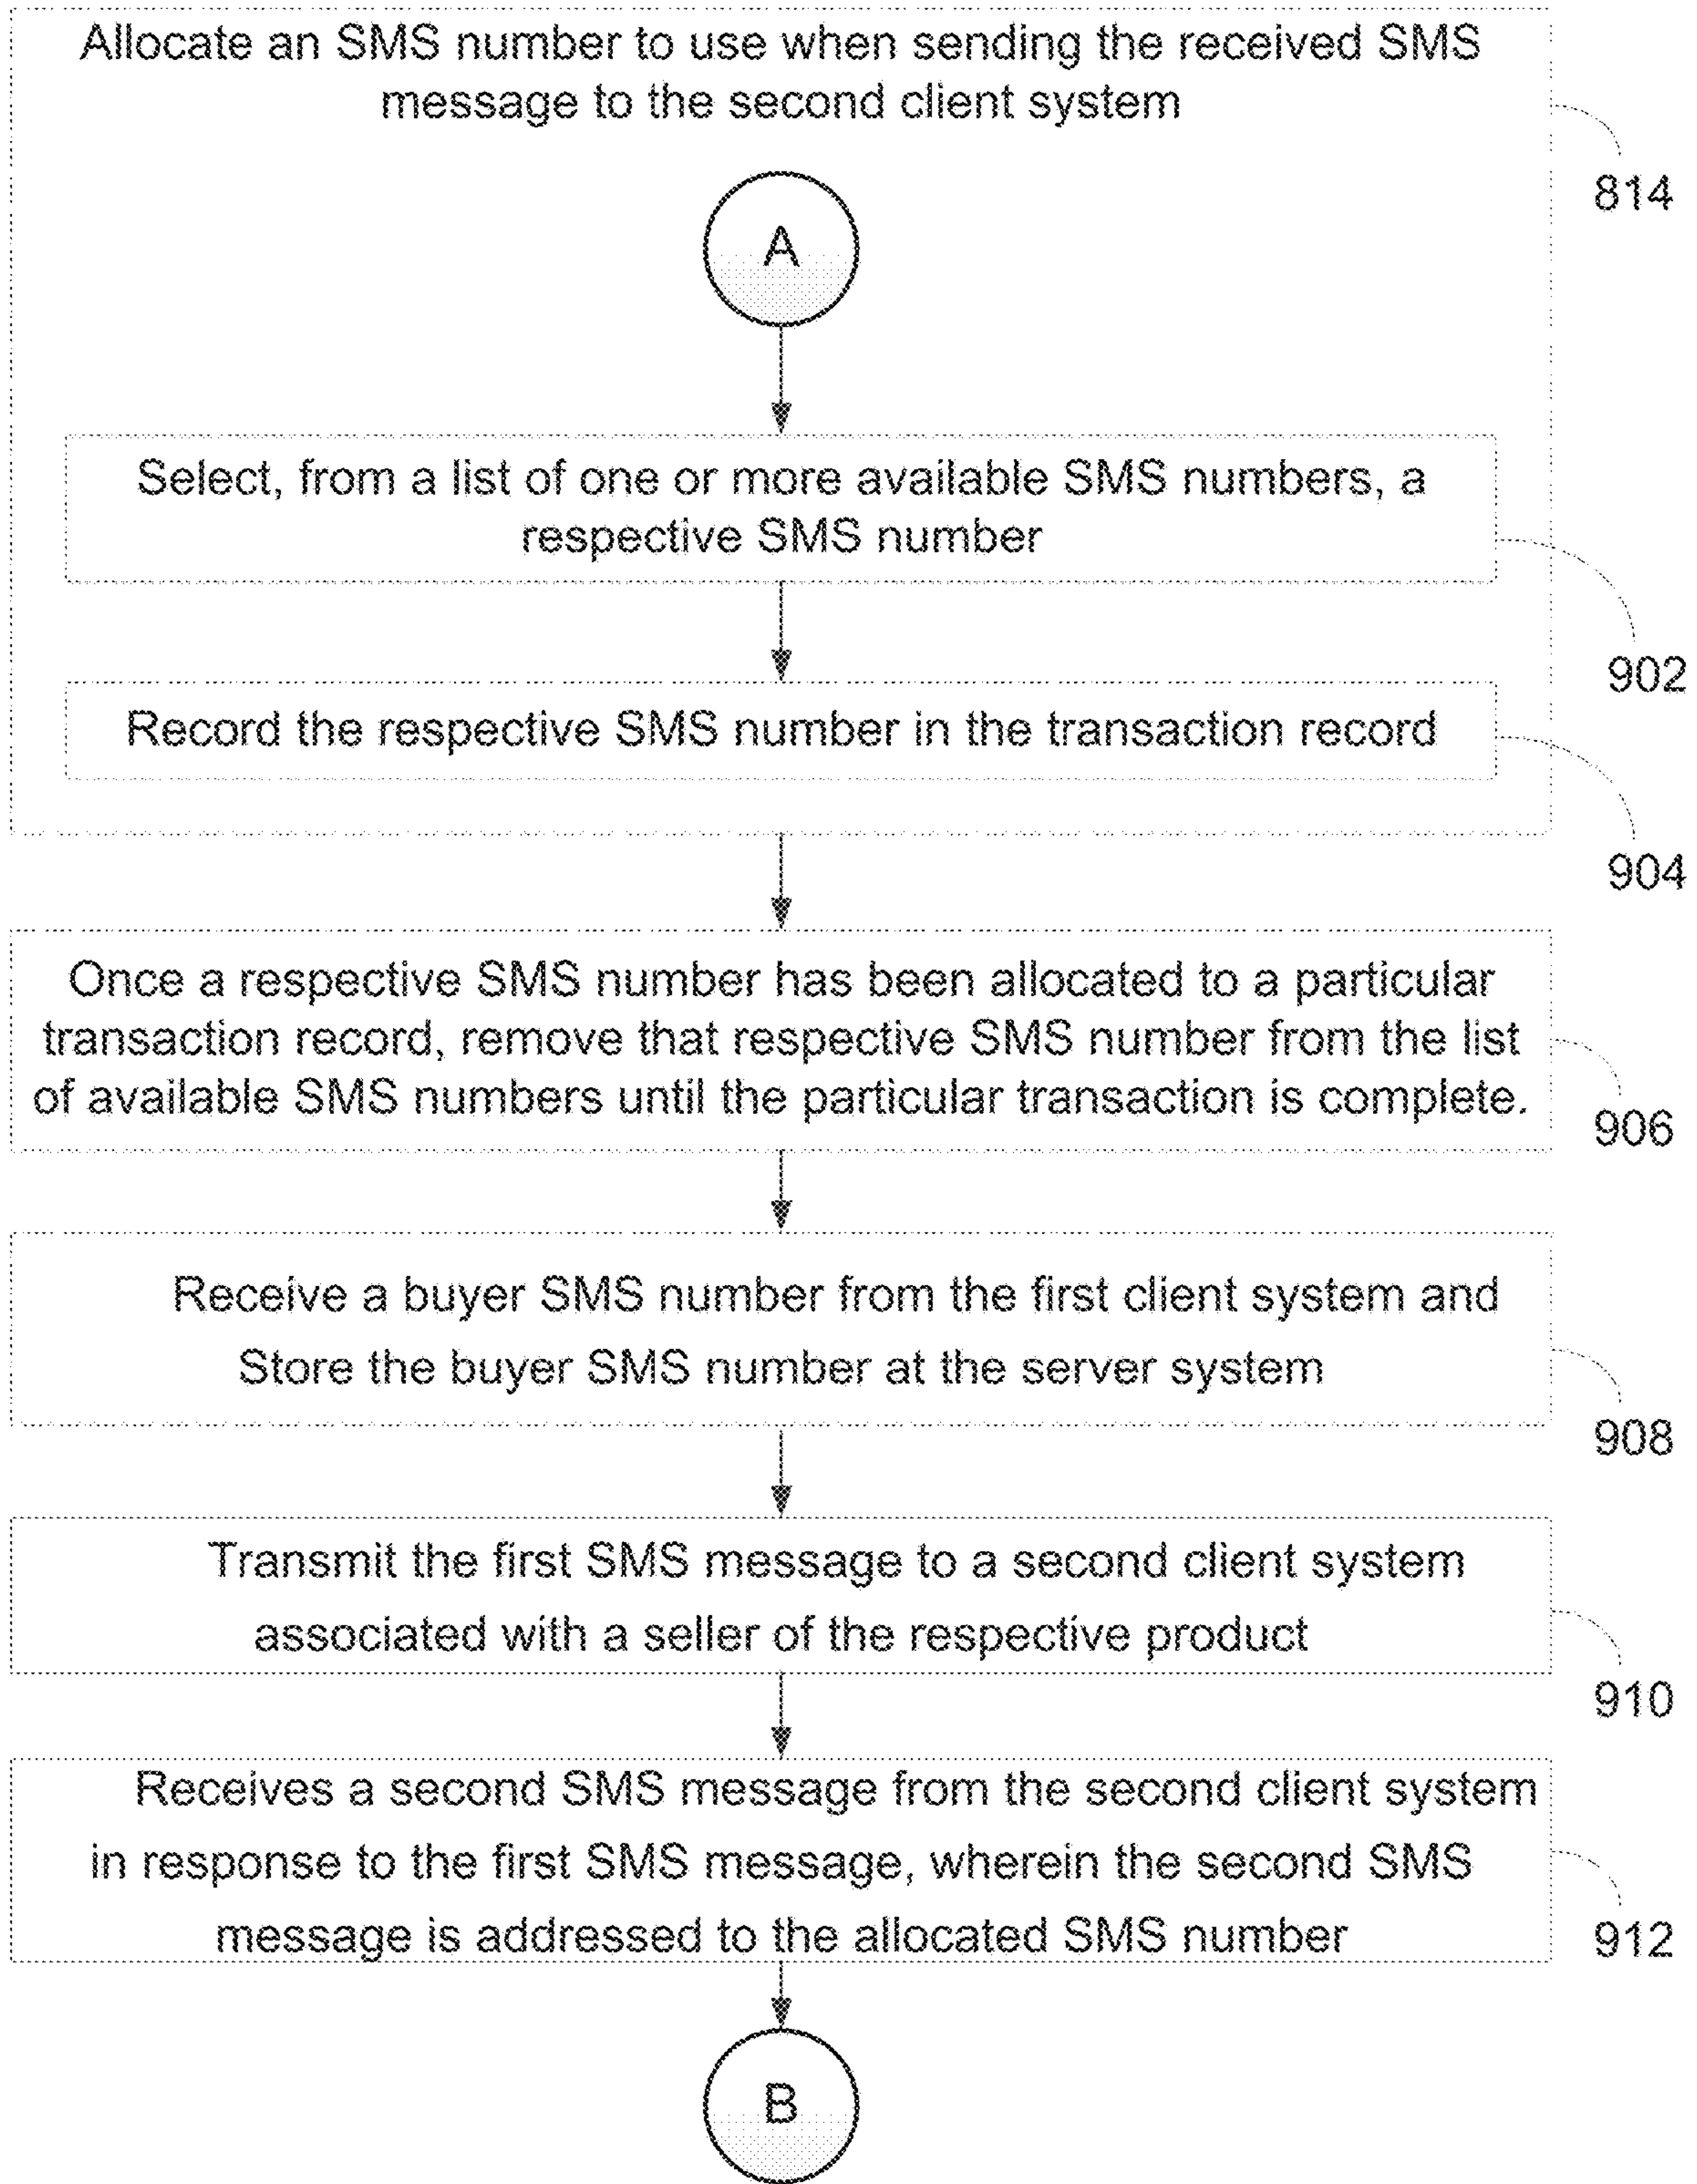 Allocate an SMS number to use when sending the received SMS
message to the second client system
814
A
Select, from a list of one or more available SMS numbers, a
respective SMS number
902
Record the respective SMS number in the transaction record
904
Once a respective SMS number has been allocated to a particular
transaction record, remove that respective SMS number from the list
of available SMS numbers until the particular transaction is complete.
906
Receive a buyer SMS number from the first client system and
Store the buyer SMS number at the server system
908
Transmit the first SMS message to a second client system
associated with a seller of the respective product
910
Receives a second SMS message from the second client system
in response to the first SMS message, wherein the second SMS
message is addressed to the allocated SMS number
912
B